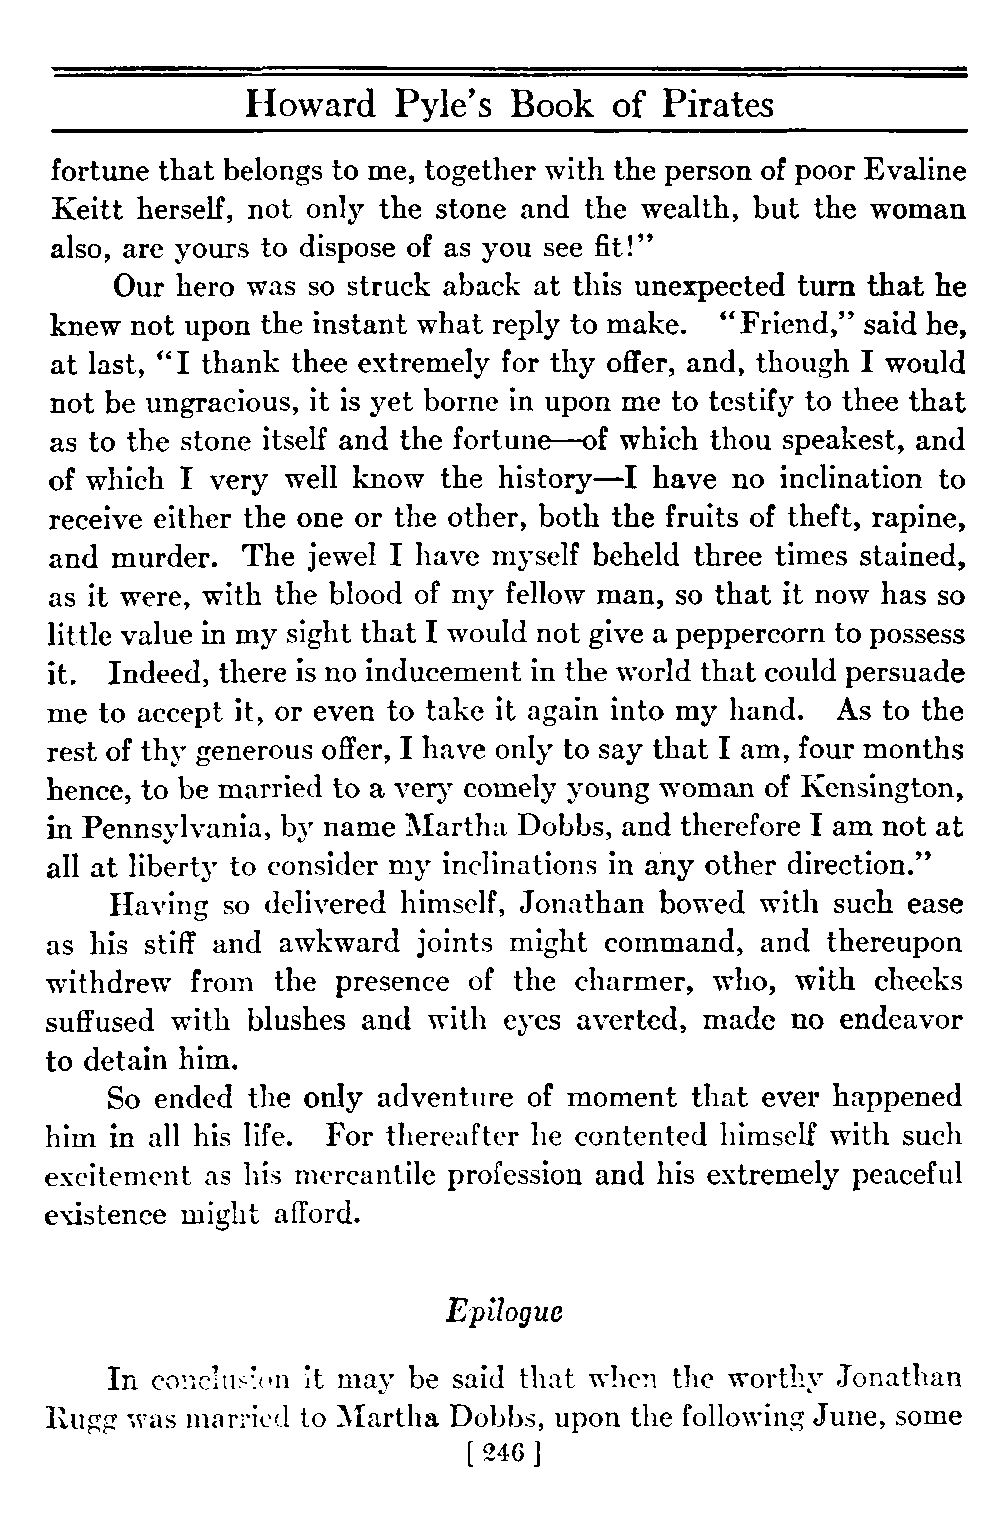 Howard Pyle's Book of Pirates
fortune that belongs to me, together with the person of poor Evaline
Keitt herself, not only the stone and the wealth, but the woman
also, are yours to dispose of as you see fit!”
Our hero was so struck aback at this unexpected turn that he
knew not upon the instant what reply to make. “Friend,” said he,
at last, “I thank thee extremely for thy offer, and, though I would
not be ungracious, it is yet borne in upon me to testify to thee that
as to the stone itself and the fortune—of which thou speakest, and
of which I very well know the history—I have no inclination to
receive either the one or the other, both the fruits of theft, rapine,
and murder. The jewel I have myself beheld three times stained,
as it were, with the blood of my fellow man, so that it now has so
little value in my sight that I would not give a peppercorn to possess
it. Indeed, there is no inducement in the world that could persuade
me to accept it, or even to take it again into my hand. As to the
rest of thy generous offer, I have only to say that I am, four months
hence, to be married to a very comely young woman of Kensington,
in Pennsylvania, by name Martha Dobbs, and therefore I am not at
all at liberty to consider my inclinations in any other direction.”
Having so delivered himself, Jonathan bowed with such ease
as his stiff and awkward joints might command, and thereupon
withdrew from the presence of the charmer, who, with cheeks
suffused with blushes and with eyes averted, made no endeavor
to detain him.
So ended the only adventure of moment that ever happened
him in all his life. For thereafter he contented himself with such
excitement as his mercantile profession and his extremely peaceful
existence might afford.
Epilogue
In conclusion it may be said that when the worthy Jonathan
Rugg was married to Martha Dobbs, upon the following June, some
[ 246 ]